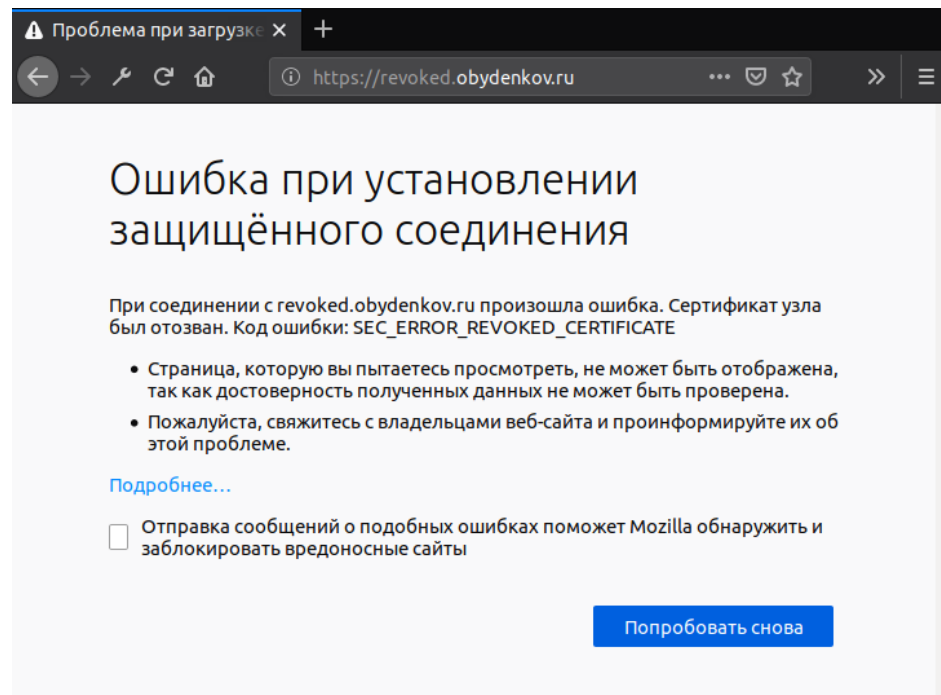 Проблема при загрузке
https://revoked.obydenkov.ru
Ошибка при установлении
защищённого соединения
При соединении с revoked.obydenkov.ru произошла ошибка. Сертификат узла
был отозван. Код ошибки: SEC_ERROR_REVOKED_CERTIFICATE
• Страница, которую вы пытаетесь просмотреть, не может быть отображена,
так как достоверность полученных данных не может быть проверена.
• Пожалуйста, свяжитесь с владельцами веб-сайта и проинформируйте их об
этой проблеме.
Подробнее…
Отправка сообщений о подобных ошибках поможет Mozilla обнаружить и
заблокировать вредоносные сайты
Попробовать снова